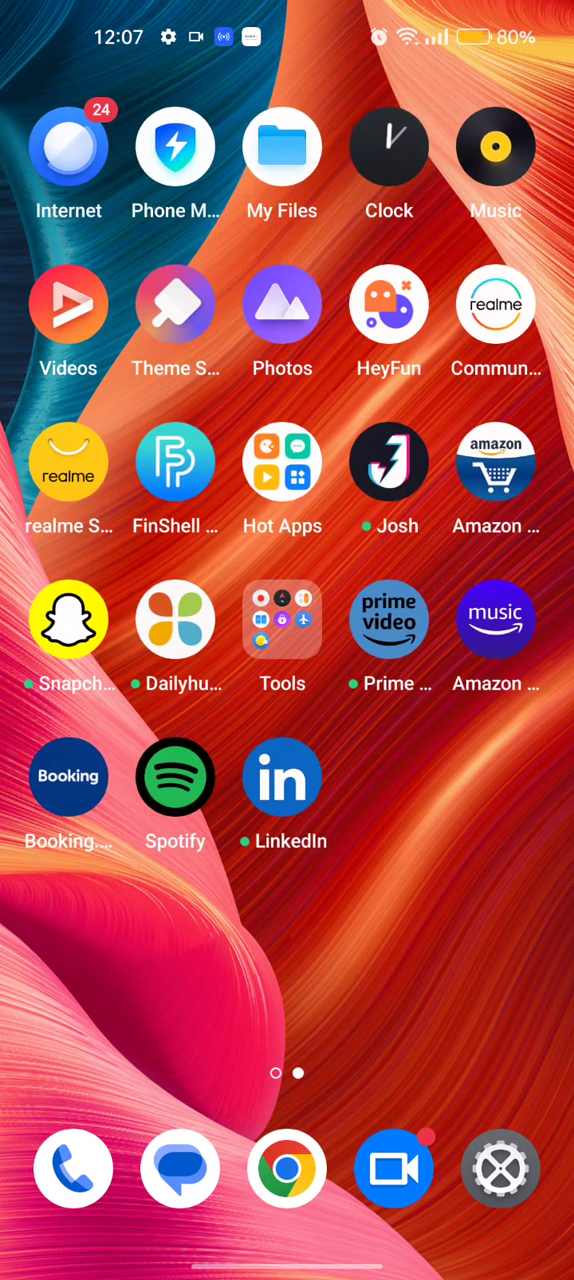 12:07 80%
24
Internet Phone M... My Files Clock Music
realme
Videos Theme S... Photos HeyFun Commun...
realme amazon
realme S... FinShell ... Hot Apps Josh Amazon ...
prime video music
Snapch... Dailyhu... Tools Prime ... Amazon ...
Booking in
Booking.... Spotify LinkedIn